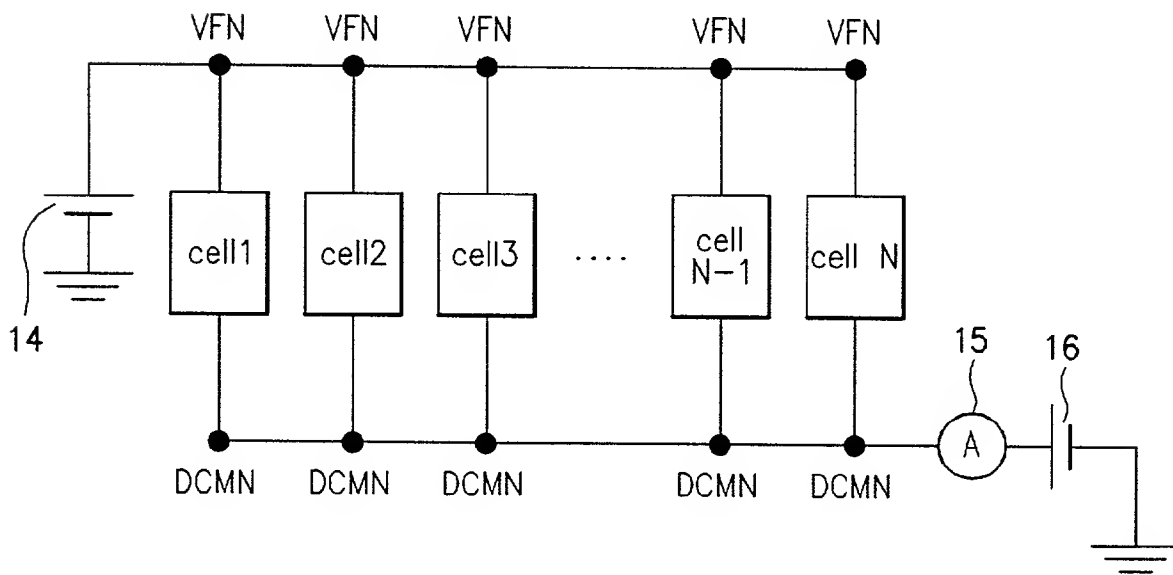 VFN VFN VFN VFN VFN
cell1 cell2 cell3 .... cell
N-1 cell N
14
15 16
A
DCMN DCMN DCMN DCMN DCMN